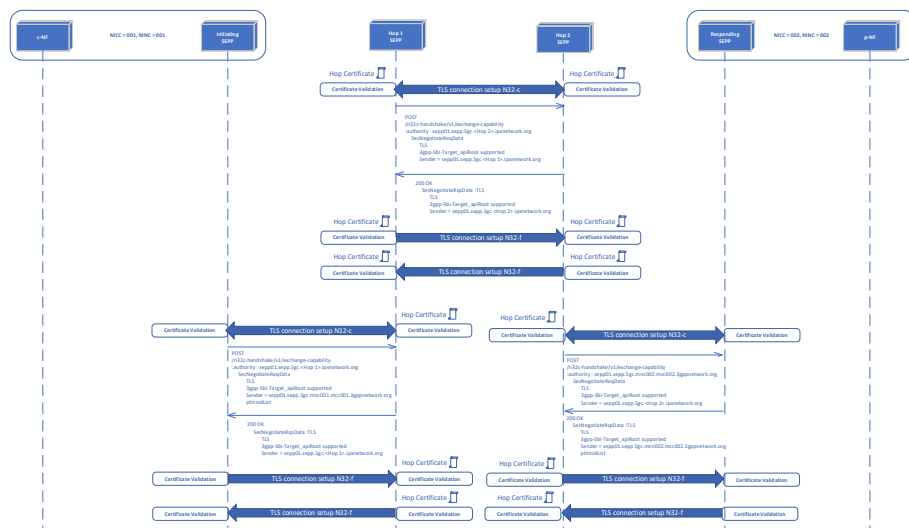 c-NF
MCC = 001, MNC =001
Initiating
SEPP
Hop 1
SEPP
Hop 2
SEPP
Responding
SEPP
MCC = 002, MNC = 002
p-NF
Hop Certificate
Hop Certificate
Certificate Validation
TLS connection setup N32-c
Certificate Validation
POST
/n32c-handshake/v1/exchange-capability
:authority : sepp01.sepp.5gc.<Hop 2>.ipxnetwork.org
SecNegotiateReqData
TLS
3gpp-Sbi-Target_apiRoot supported
Sender = sepp01.sepp.5gc.<Hop 1>.ipxnetwork.org
200 OK
SecNegotiateRspData :TLS
TLS
3gpp-Sbi-Target_apiRoot supported
Sender = sepp01.sepp.5gc.<Hop 2>.ipxnetwork.org
Hop Certificate
Hop Certificate
Certificate Validation
TLS connection setup N32-f
Certificate Validation
Hop Certificate
Hop Certificate
Certificate Validation
TLS connection setup N32-f
Certificate Validation
Hop Certificate
Hop Certificate
Certificate Validation
TLS connection setup N32-c
Certificate Validation
Certificate Validation
TLS connection setup N32-c
Certificate Validation
POST
/n32c-handshake/v1/exchange-capability
:authority : sepp01.sepp.5gc.<Hop 1>.ipxnetwork.org
SecNegotiateReqData
TLS
3gpp-Sbi-Target_apiRoot supported
Sender = sepp01.sepp.5gc.mnc001.mcc001.3gppnetwork.org
plmnidList
POST
/n32c-handshake/v1/exchange-capability
:authority : sepp01.sepp.5gc.mnc002.mcc002.3gppnetwork.org
SecNegotiateReqData
TLS
3gpp-Sbi-Target_apiRoot supported
Sender = sepp01.sepp.5gc.<Hop 2>.ipxnetwork.org
200 OK
SecNegotiateRspData :TLS
TLS
3gpp-Sbi-Target_apiRoot supported
Sender = sepp01.sepp.5gc.<Hop 1>.ipxnetwork.org
200 OK
SecNegotiateRspData :TLS
TLS
3gpp-Sbi-Target_apiRoot supported
Sender = sepp01.sepp.5gc.mnc002.mcc002.3gppnetwork.org
plmnidList
Hop Certificate
Hop Certificate
Certificate Validation
TLS connection setup N32-f
Certificate Validation
Certificate Validation
TLS connection setup N32-f
Certificate Validation
Hop Certificate
Hop Certificate
Certificate Validation
TLS connection setup N32-f
Certificate Validation
Certificate Validation
TLS connection setup N32-f
Certificate Validation